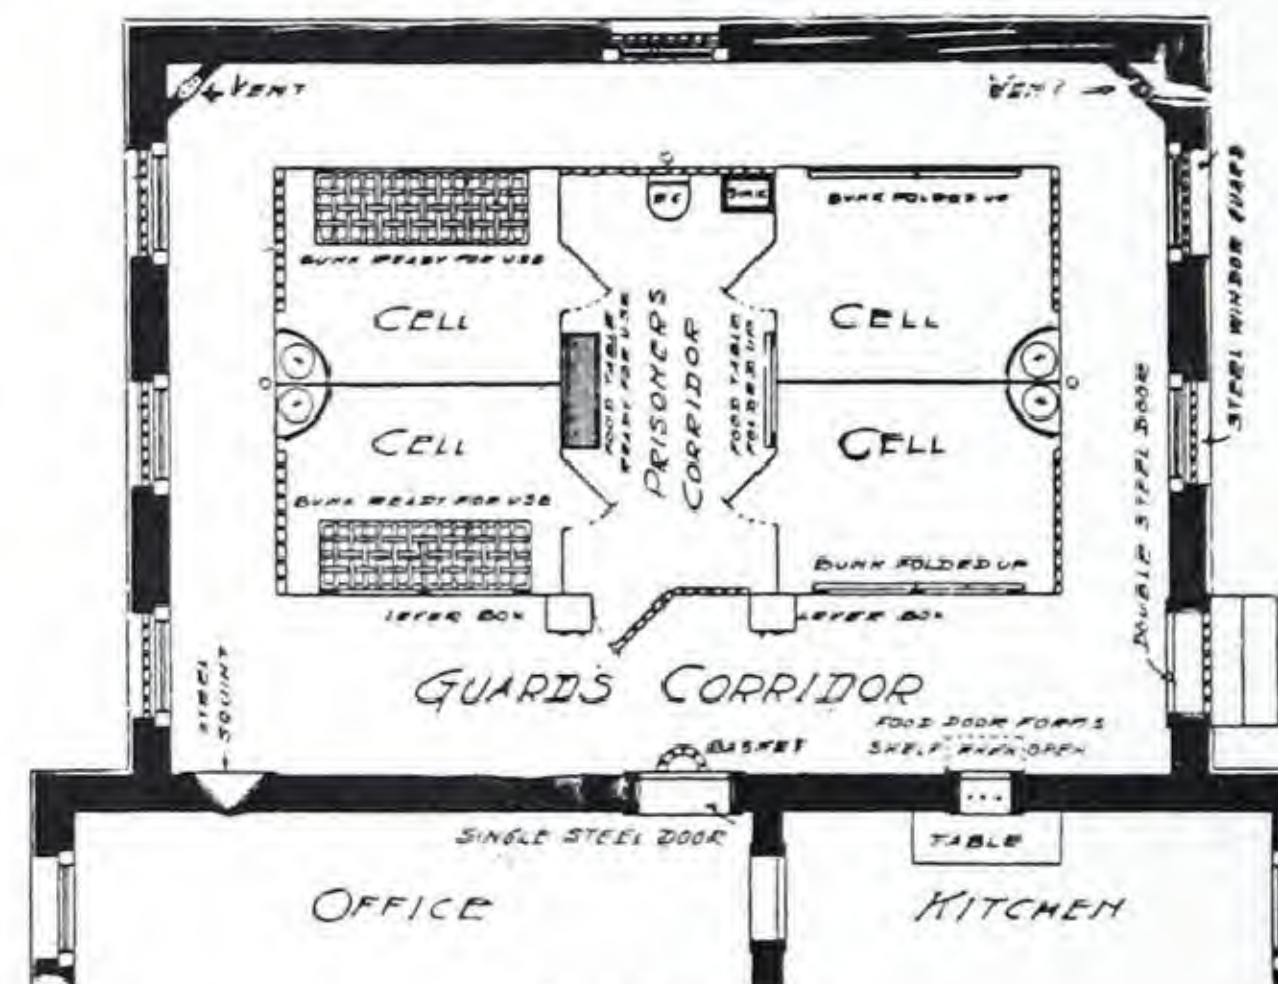 VENT
VENT
W C
SINK
BUNK FOLDED UP
BUNK READY FOR USE
CELL
CELL
FOOD TABLE
READY FOR USE
PRISONERS
CORRIDOR
FOOD TABLE
FOLDED UP
STEEL WINDOW GUARD
DOUBLE STEEL DOOR
CELL
CELL
BUNK READY FOR USE
BUNK FOLDED UP
LEVER BOX
LEVER BOX
GUARDS CORRIDOR
STEEL
SQUINT
FOOD DOOR FORMS
SHELF WHEN OPEN
BASKET
SINGLE STEEL DOOR
TABLE
OFFICE
KITCHEN